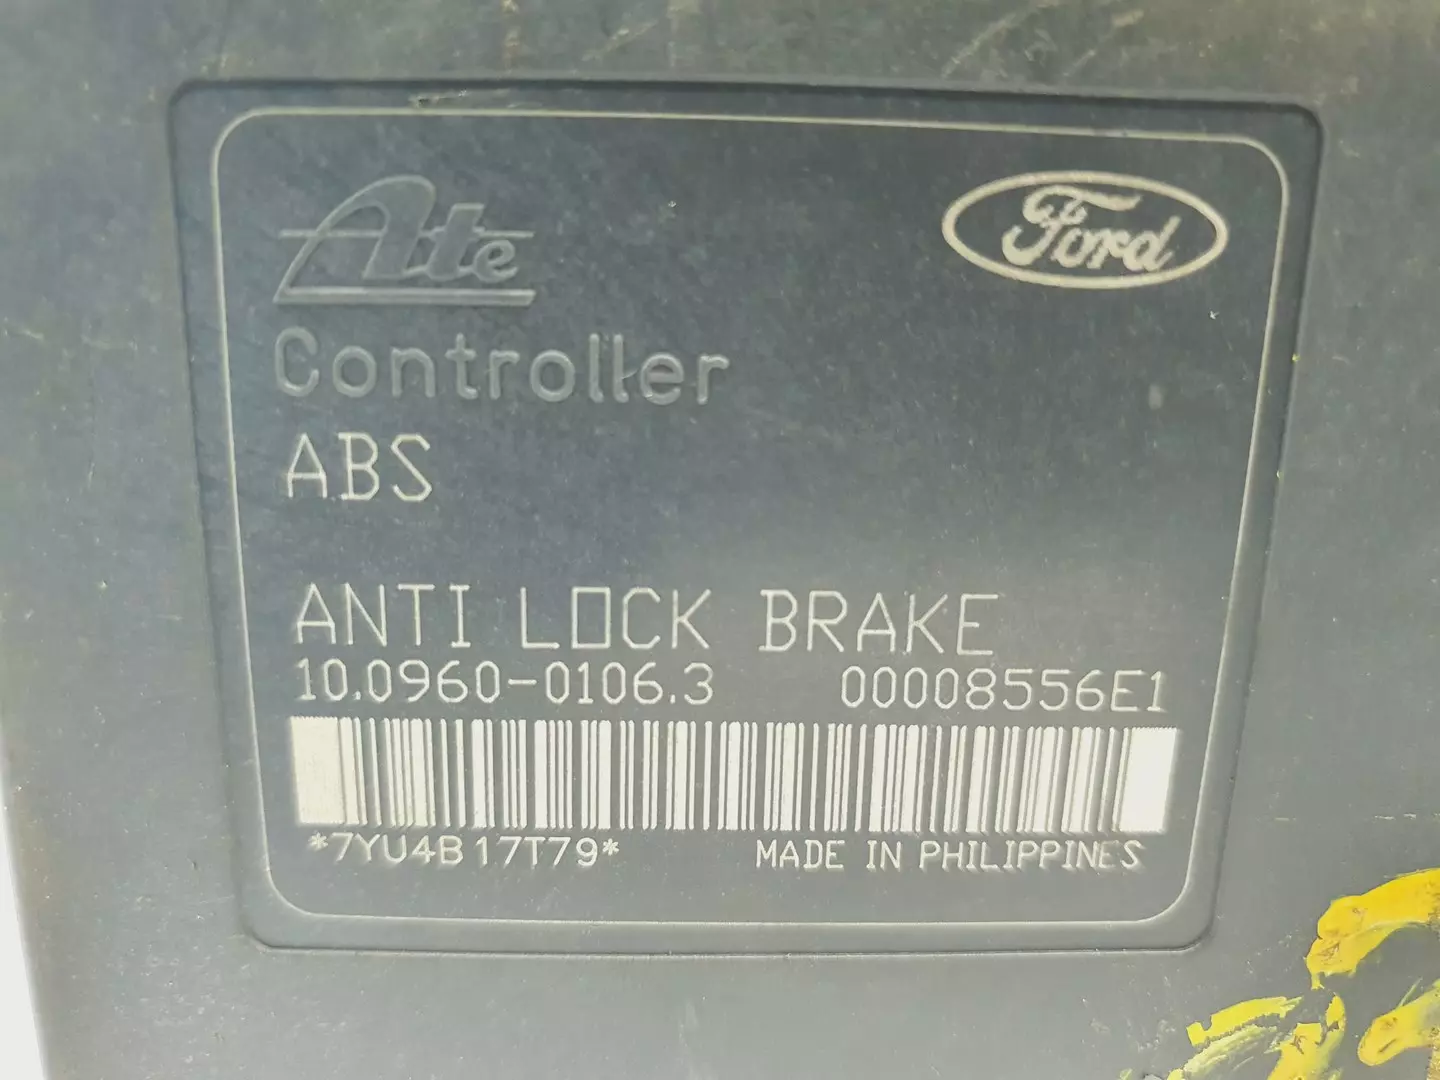 Ate
Ford
Controller
ABS
ANTI LOCK BRAKE
10.0960-0106.3 00008556E1
*7YU4B17T79* MADE IN PHILIPPINES